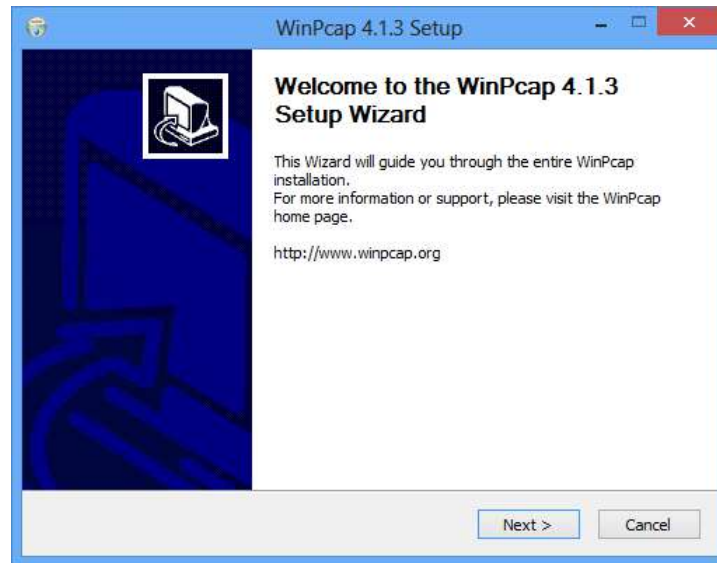 WinPcap 4.1.3 Setup
Welcome to the WinPcap 4.1.3
Setup Wizard
This Wizard will guide you through the entire WinPcap
installation.
For more information or support, please visit the WinPcap
home page.
http://www.winpcap.org
Next >
Cancel